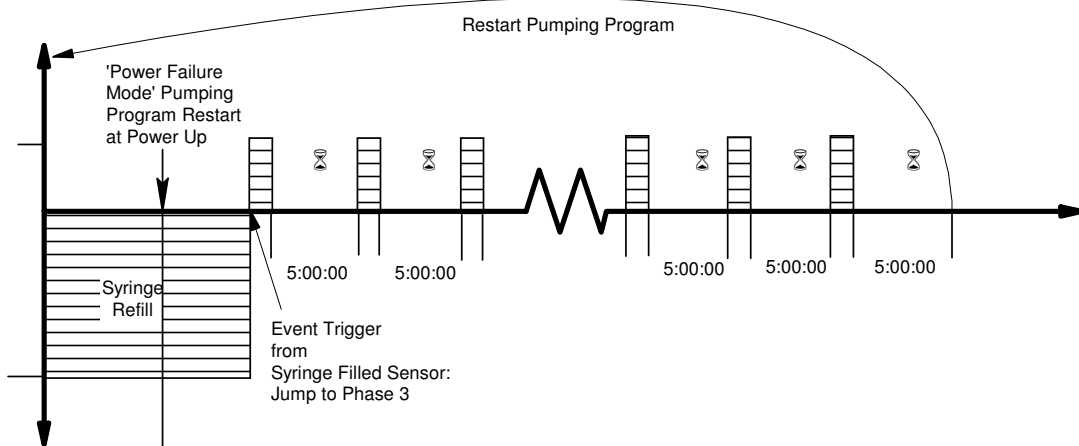 Restart Pumping Program
'Power Failure
Mode' Pumping
Program Restart
at Power Up
5:00:00
5:00:00
5:00:00
5:00:00
5:00:00
Syringe
Refill
Event Trigger
from
Syringe Filled Sensor:
Jump to Phase 3